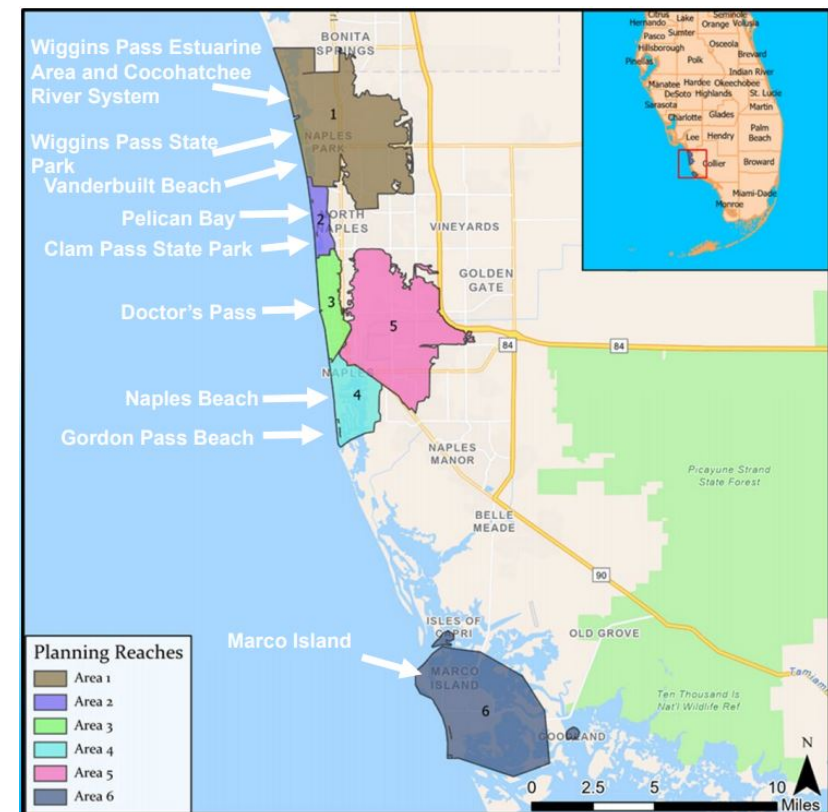 Wiggins Pass Estuarine
Area and Cocohatchee
River System
Wiggins Pass State
Park
Vanderbuilt Beach
Pelican Bay
Clam Pass State Park
Doctor's Pass
Naples Beach
Gordon Pass Beach
Marco Island
BONITA
SPRINGS
1
NAPLES
PARK
2
NORTH
NAPLES
VINEYARDS
GOLDEN
GATE
3
5
84
84
NAPLES
4
NAPLES
MANOR
Picayune Strand
State Forest
BELLE
MEADE
90
ISLES OF
CAPRI
OLD GROVE
MARCO
ISLAND
Tamiami
6
Ten Thousand Is
Nat'l Wildlife Ref
GOODLAND
Citrus
Lake
Seminole
Hernando
Orange
Volusia
Pasco
Sumter
Hillsborough
Osceola
Pinellas
Polk
Brevard
Indian River
Manatee
Hardee
Okeechobee
DeSoto
Highlands
St. Lucie
Sarasota
Martin
Charlotte
Glades
Palm
Beach
Lee
Hendry
Collier
Broward
Miami-Dade
Monroe
Planning Reaches
Area 1
Area 2
Area 3
Area 4
Area 5
Area 6
N
0 2.5 5 10
Miles